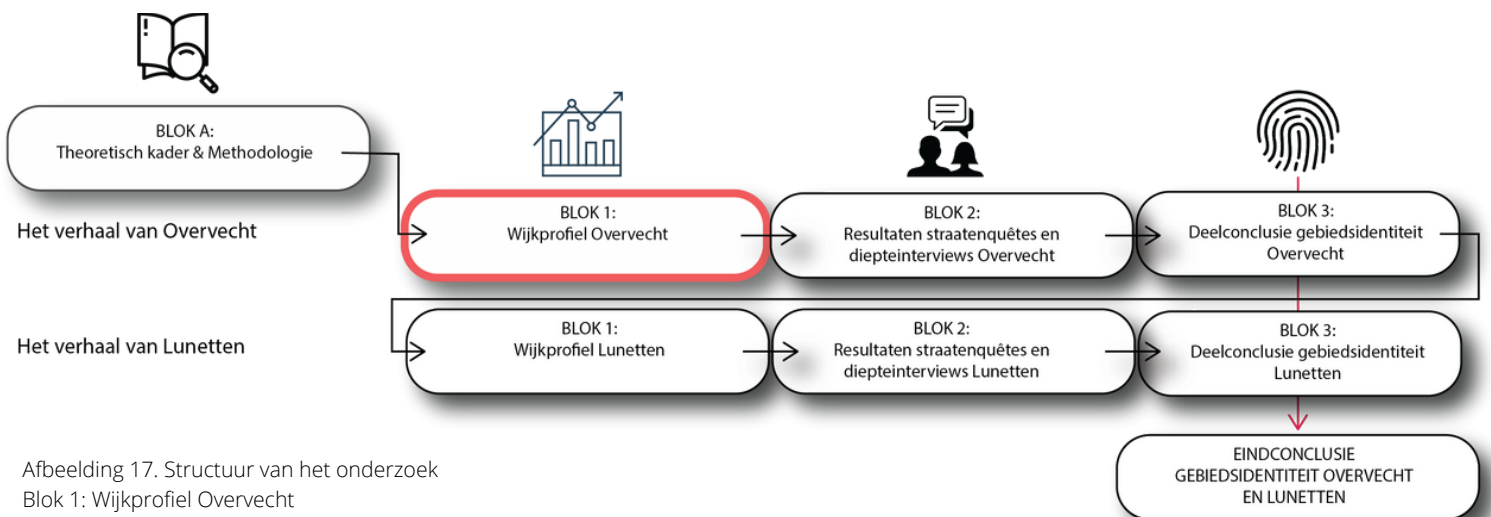 BLOK A:
Theoretisch kader & Methodologie
Het verhaal van Overvecht
BLOK 1:
Wijkprofiel Overvecht
BLOK 2:
Resultaten straatenquêtes en
diepteinterviews Overvecht
BLOK 3:
Deelconclusie gebiedsidentiteit
Overvecht
Het verhaal van Lunetten
BLOK 1:
Wijkprofiel Lunetten
BLOK 2:
Resultaten straatenquêtes en
diepteinterviews Lunetten
BLOK 3:
Deelconclusie gebiedsidentiteit
Lunetten
EINDCONCLUSIE
GEBIEDSIDENTITEIT OVERVECHT
EN LUNETTEN
Afbeelding 17. Structuur van het onderzoek
Blok 1: Wijkprofiel Overvecht